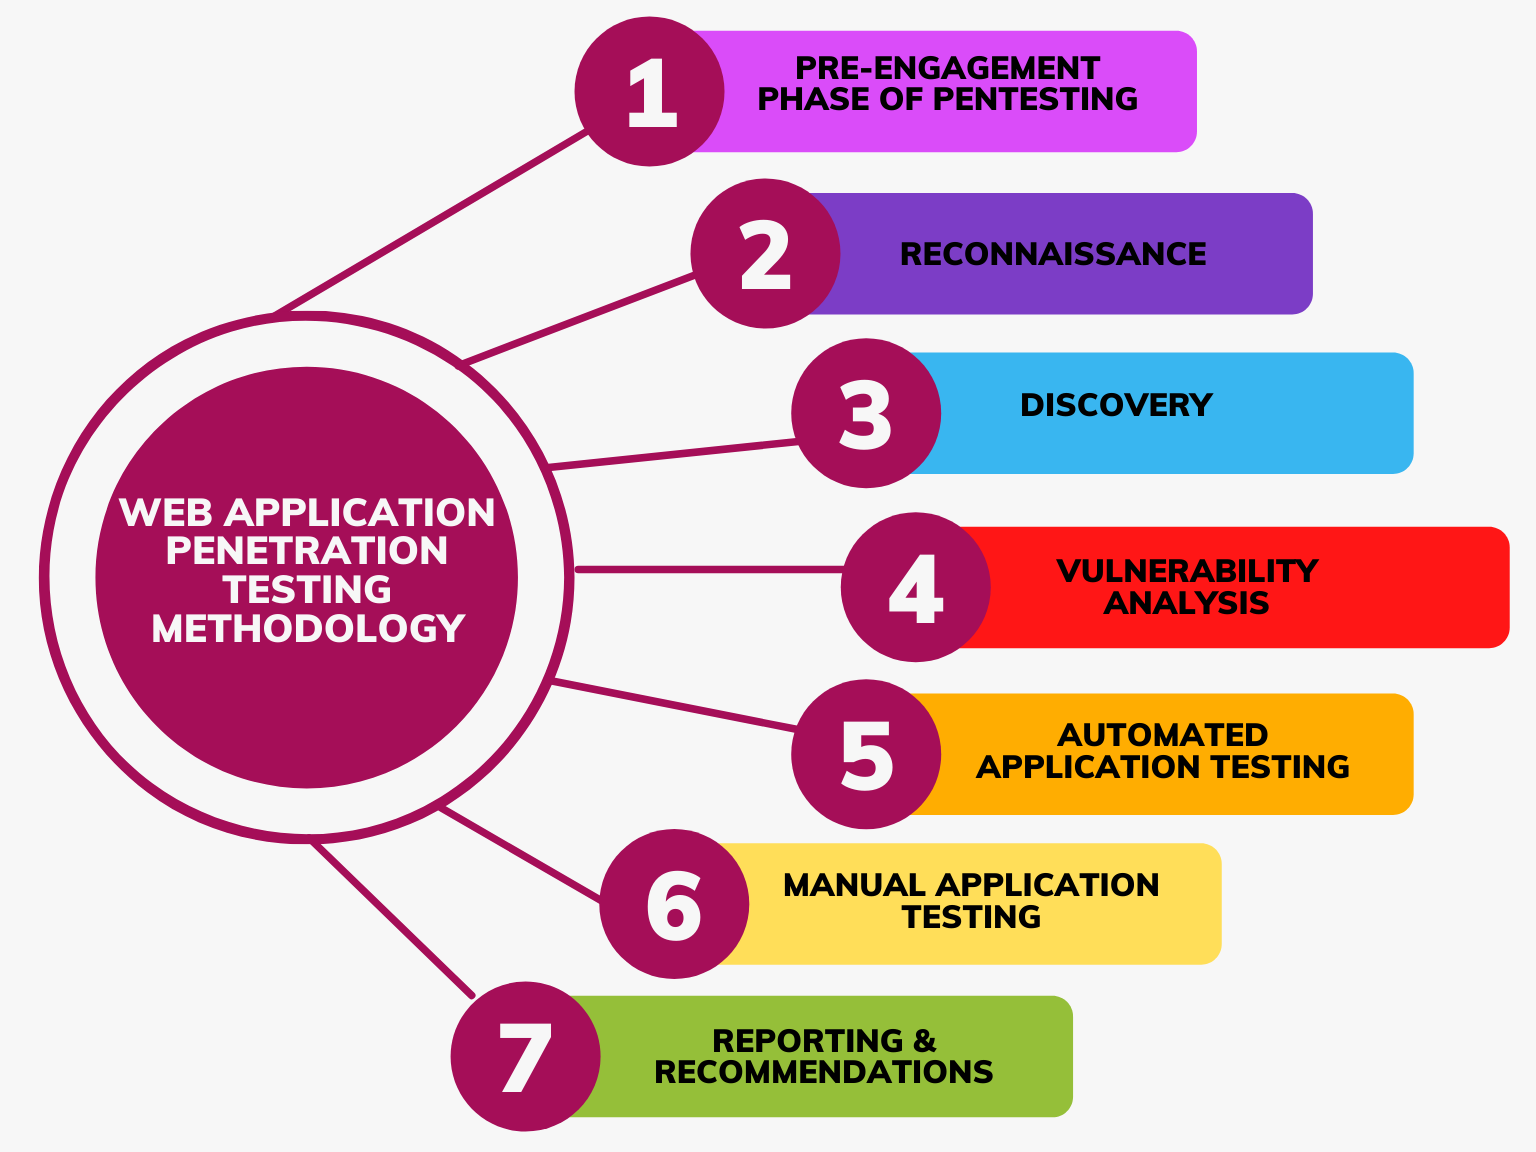 WEB APPLICATION
PENETRATION
TESTING
METHODOLOGY
1
PRE-ENGAGEMENT
PHASE OF PENTESTING
2
RECONNAISSANCE
3
DISCOVERY
4
VULNERABILITY
ANALYSIS
5
AUTOMATED
APPLICATION TESTING
6
MANUAL APPLICATION
TESTING
7
REPORTING &
RECOMMENDATIONS